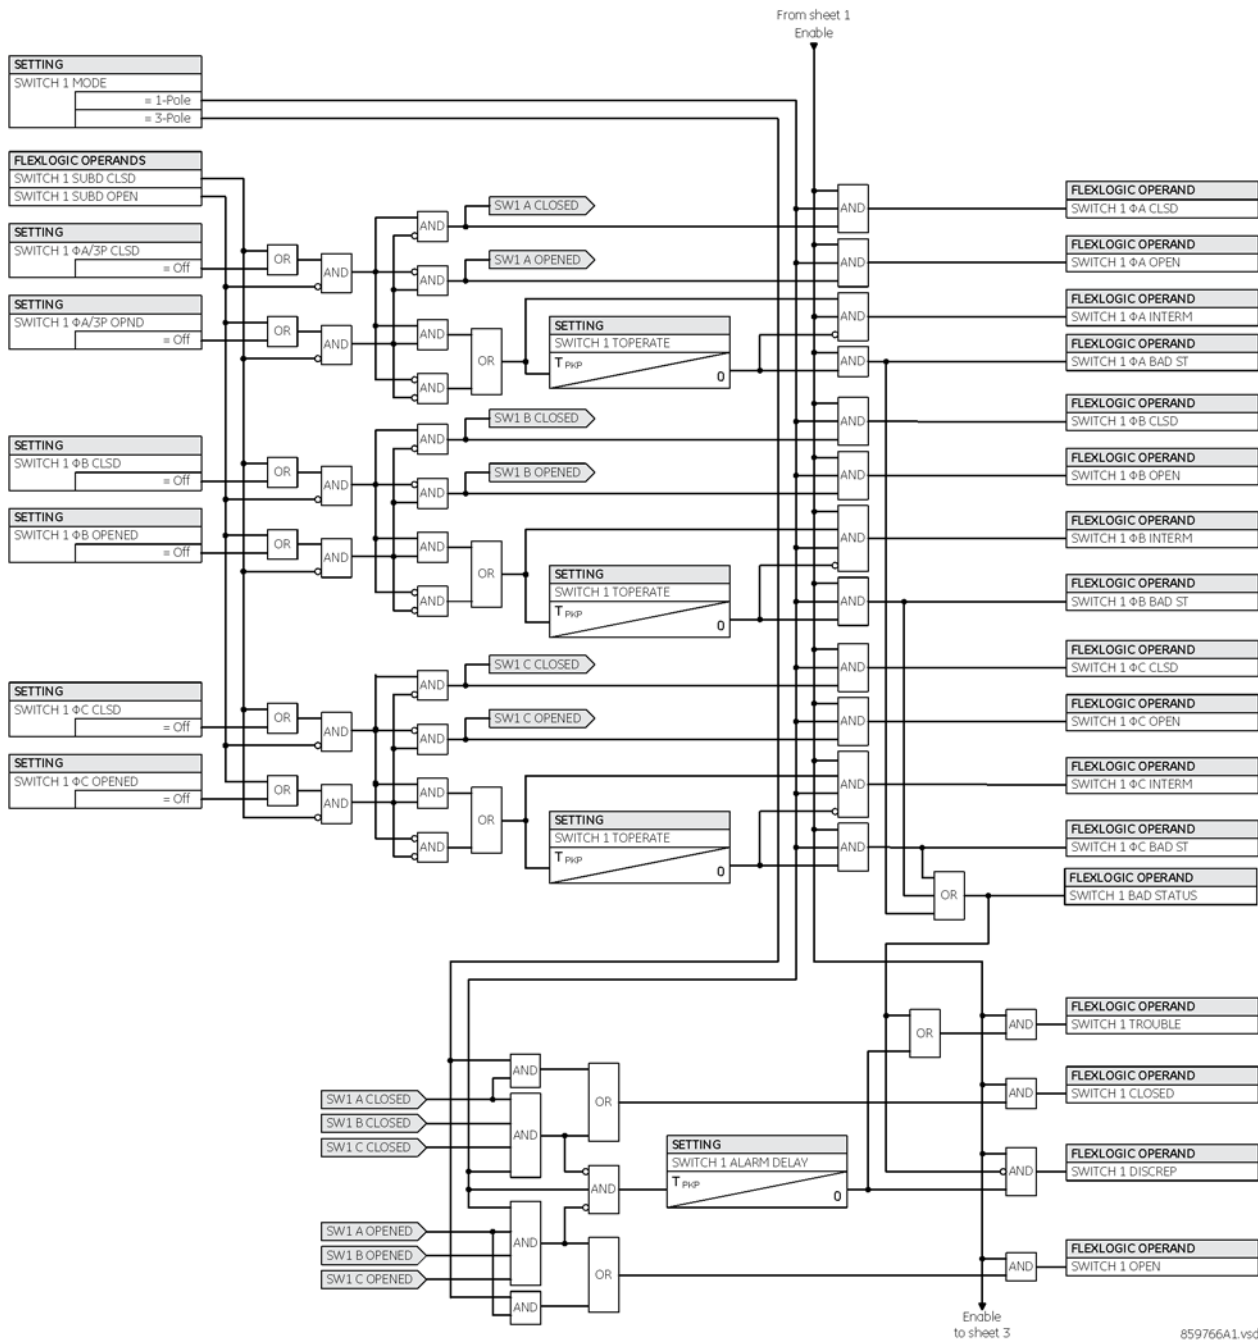 From sheet 1
Enable
SETTING
SWITCH 1 MODE
= 1-Pole
= 3-Pole
FLEXLOGIC OPERANDS
SWITCH 1 SUBD CLSD
SWITCH 1 SUBD OPEN
SETTING
SWITCH 1 ΦA/3P CLSD
= Off
SETTING
SWITCH 1 ΦA/3P OPND
= Off
OR
AND
OR
AND
AND
AND
AND
AND
OR
SW1 A CLOSED
SW1 A OPENED
SETTING
SWITCH 1 TOPERATE
T PKP
0
AND
AND
AND
AND
FLEXLOGIC OPERAND
SWITCH 1 ΦA CLSD
FLEXLOGIC OPERAND
SWITCH 1 ΦA OPEN
FLEXLOGIC OPERAND
SWITCH 1 ΦA INTERM
FLEXLOGIC OPERAND
SWITCH 1 ΦA BAD ST
SETTING
SWITCH 1 ΦB CLSD
= Off
SETTING
SWITCH 1 ΦB OPENED
= Off
OR
AND
OR
AND
AND
AND
AND
AND
OR
SW1 B CLOSED
SW1 B OPENED
SETTING
SWITCH 1 TOPERATE
T PKP
0
AND
AND
AND
AND
FLEXLOGIC OPERAND
SWITCH 1 ΦB CLSD
FLEXLOGIC OPERAND
SWITCH 1 ΦB OPEN
FLEXLOGIC OPERAND
SWITCH 1 ΦB INTERM
FLEXLOGIC OPERAND
SWITCH 1 ΦB BAD ST
SETTING
SWITCH 1 ΦC CLSD
= Off
SETTING
SWITCH 1 ΦC OPENED
= Off
OR
AND
OR
AND
AND
AND
AND
AND
OR
SW1 C CLOSED
SW1 C OPENED
SETTING
SWITCH 1 TOPERATE
T PKP
0
AND
AND
AND
AND
FLEXLOGIC OPERAND
SWITCH 1 ΦC CLSD
FLEXLOGIC OPERAND
SWITCH 1 ΦC OPEN
FLEXLOGIC OPERAND
SWITCH 1 ΦC INTERM
FLEXLOGIC OPERAND
SWITCH 1 ΦC BAD ST
OR
FLEXLOGIC OPERAND
SWITCH 1 BAD STATUS
SW1 A CLOSED
SW1 B CLOSED
SW1 C CLOSED
SW1 A OPENED
SW1 B OPENED
SW1 C OPENED
AND
AND
AND
AND
AND
OR
OR
SETTING
SWITCH 1 ALARM DELAY
T PKP
0
OR
AND
AND
AND
AND
FLEXLOGIC OPERAND
SWITCH 1 TROUBLE
FLEXLOGIC OPERAND
SWITCH 1 CLOSED
FLEXLOGIC OPERAND
SWITCH 1 DISCREP
FLEXLOGIC OPERAND
SWITCH 1 OPEN
Enable
to sheet 3
859766A1.vsd